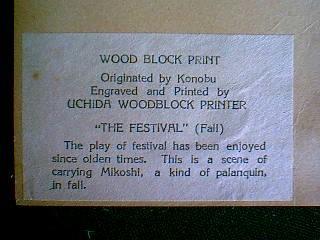 WOOD BLOCK PRINT
Originated by Konobu
Engraved and Printed by
UCHIDA WOODBLOCK PRINTER
"THE FESTIVAL" (Fall)
The play of festival has been enjoyed
since olden times. This is a scene of
carrying Mikoshi, a kind of palanquin,
in fall.